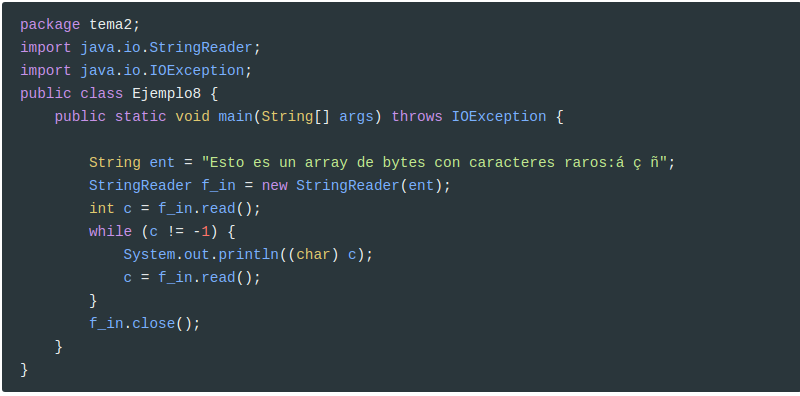 package tema2;
import java.io.StringReader;
import java.io.IOException;
public class Ejemplo8 {
    public static void main(String[] args) throws IOException {

        String ent = "Esto es un array de bytes con caracteres raros:á ç ñ";
        StringReader f_in = new StringReader(ent);
        int c = f_in.read();
        while (c != -1) {
            System.out.println((char) c);
            c = f_in.read();
        }
        f_in.close();
    }
}